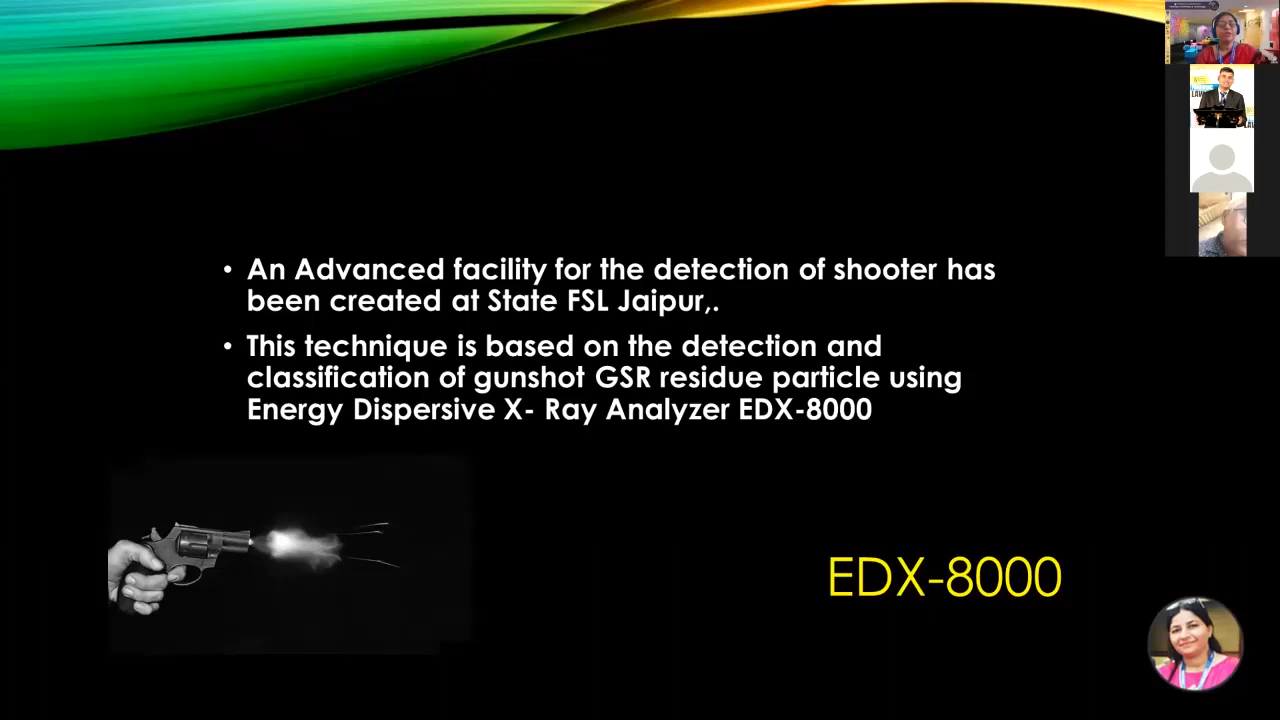 • An Advanced facility for the detection of shooter has
been created at State FSL Jaipur,.
• This technique is based on the detection and
classification of gunshot GSR residue particle using
Energy Dispersive X- Ray Analyzer EDX-8000
EDX-8000
LAW